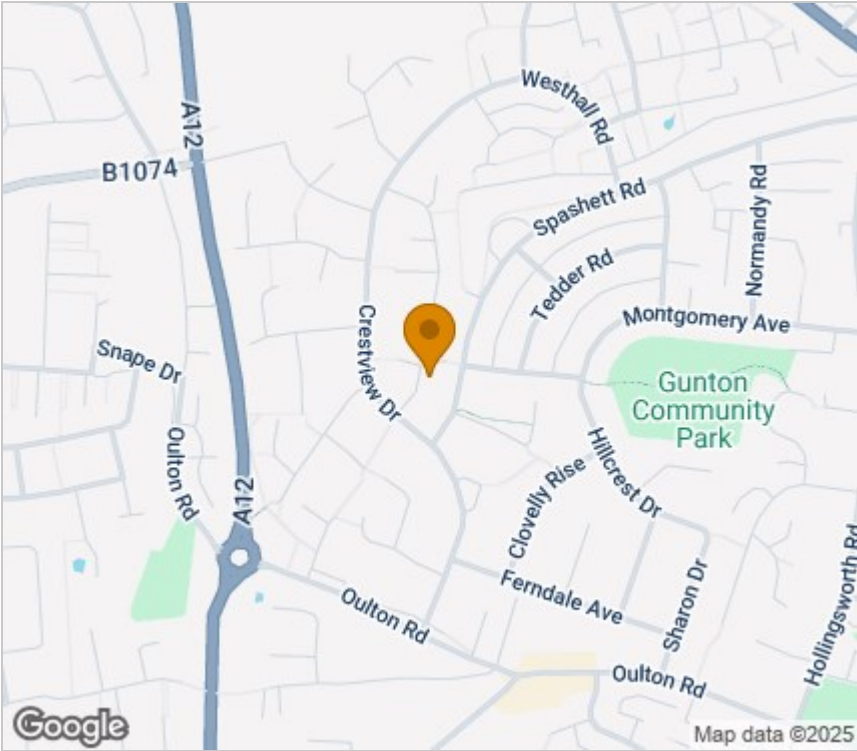 Westhall Rd
A12
B1074
Spashett Rd
Normandy Rd
Tedder Rd
Crestview Dr
Montgomery Ave
Snape Dr
Gunton
Community
Park
Oulton Rd
Hillcrest Dr
Clovelly Rise
A12
Hollingsworth Rd
Ferndale Ave
Sharon Dr
Oulton Rd
Oulton Rd
Google
Map data ©2025